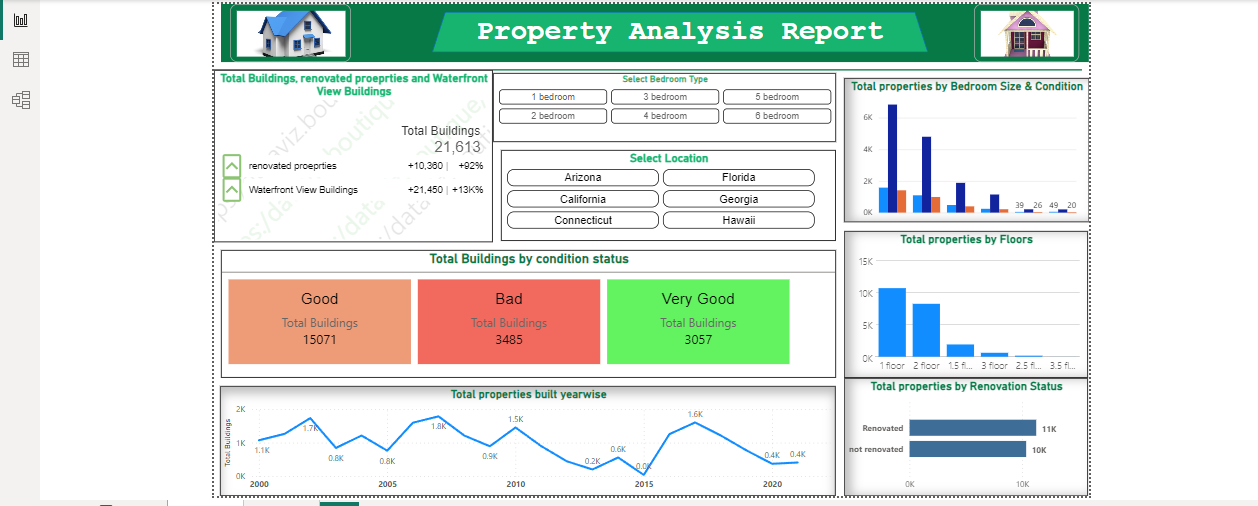 Property Analysis Report
Total Buildings, renovated proeprties and Waterfront
View Buildings
Total Buildings
21,613
renovated proeprties +10,360 | +92%
Waterfront View Buildings +21,450 | +13K%
Select Bedroom Type
1 bedroom 3 bedroom 5 bedroom
2 bedroom 4 bedroom 6 bedroom
Select Location
Arizona Florida
California Georgia
Connecticut Hawaii
Total properties by Bedroom Size & Condition
6K
4K
2K
0K
39 26 49 20
Total Buildings by condition status
Good Bad Very Good
Total Buildings Total Buildings Total Buildings
15071 3485 3057
Total properties by Floors
15K
10K
5K
0K
1 floor 2 floor 1.5 fl... 3 floor 2.5 fl... 3.5 fl...
Total properties built yearwise
Total Buildings
2K
1K
0K
1.1K 1.7K 0.8K 0.8K 1.8K 0.9K 1.5K 0.2K 0.6K 0.0K 1.6K 0.4K 0.4K
2000 2005 2010 2015 2020
Total properties by Renovation Status
Renovated 11K
not renovated 10K
0K 10K